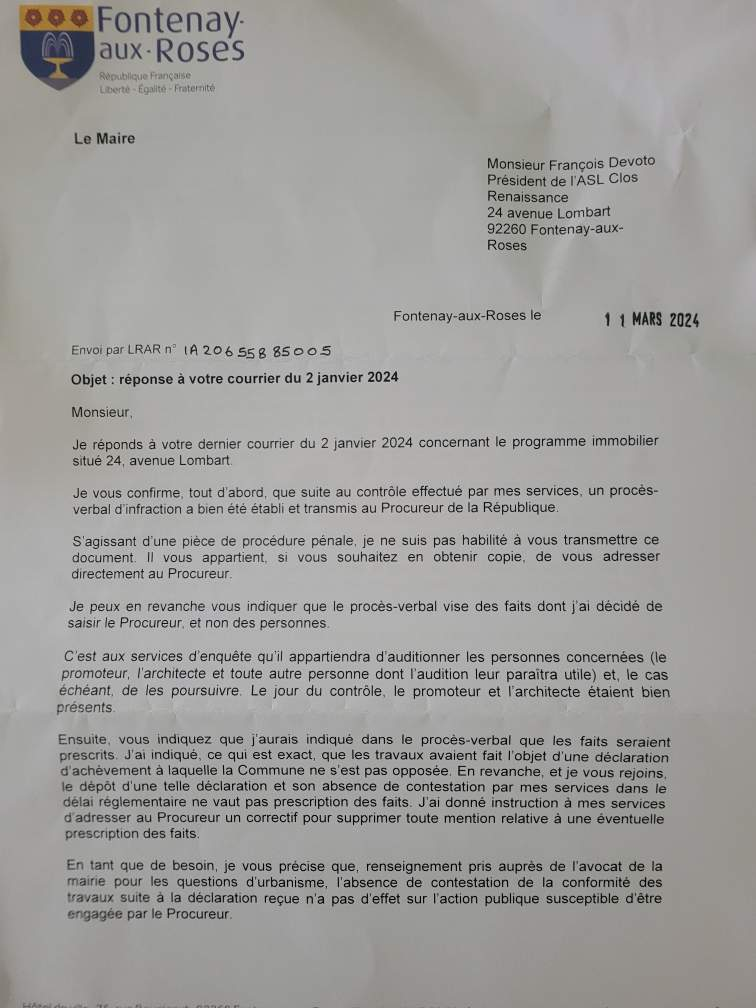 Fontenay-
aux-Roses
République Française
Liberté - Égalité - Fraternité
Le Maire
Monsieur François Devoto
Président de l'ASL Clos
Renaissance
24 avenue Lombart
92260 Fontenay-aux-
Roses
Fontenay-aux-Roses le 11 MARS 2024
Envoi par LRAR n° 1A 206 558 8500 5
Objet : réponse à votre courrier du 2 janvier 2024
Monsieur,
Je réponds à votre dernier courrier du 2 janvier 2024 concernant le programme immobilier
situé 24, avenue Lombart.
Je vous confirme, tout d'abord, que suite au contrôle effectué par mes services, un procès-
verbal d'infraction a bien été établi et transmis au Procureur de la République.
S'agissant d'une pièce de procédure pénale, je ne suis pas habilité à vous transmettre ce
document. Il vous appartient, si vous souhaitez en obtenir copie, de vous adresser
directement au Procureur.
Je peux en revanche vous indiquer que le procès-verbal vise des faits dont j'ai décidé de
saisir le Procureur, et non des personnes.
C'est aux services d'enquête qu'il appartiendra d'auditionner les personnes concernées (le
promoteur, l'architecte et toute autre personne dont l'audition leur paraîtra utile) et, le cas
échéant, de les poursuivre. Le jour du contrôle, le promoteur et l'architecte étaient bien
présents.
Ensuite, vous indiquez que j'aurais indiqué dans le procès-verbal que les faits seraient
prescrits. J'ai indiqué, ce qui est exact, que les travaux avaient fait l'objet d'une déclaration
d'achèvement à laquelle la Commune ne s'est pas opposée. En revanche, et je vous rejoins,
le dépôt d'une telle déclaration et son absence de contestation par mes services dans le
délai réglementaire ne vaut pas prescription des faits. J'ai donné instruction à mes services
d'adresser au Procureur un correctif pour supprimer toute mention relative à une éventuelle
prescription des faits.
En tant que de besoin, je vous précise que, renseignement pris auprès de l'avocat de la
mairie pour les questions d'urbanisme, l'absence de contestation de la conformité des
travaux suite à la déclaration reçue n'a pas d'effet sur l'action publique susceptible d'être
engagée par le Procureur.